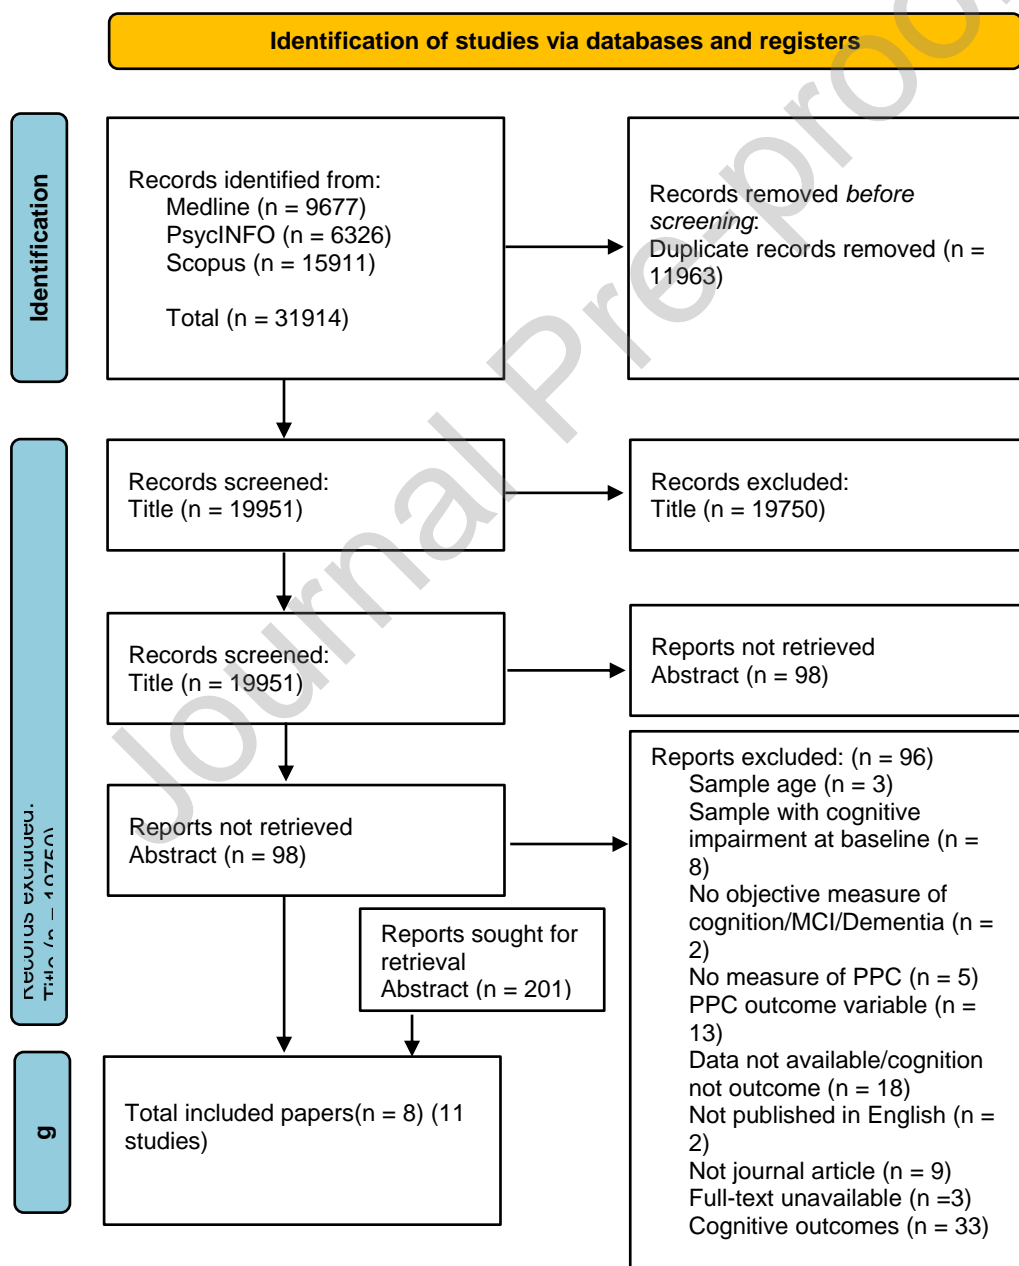 Identification of studies via databases and registers
Identification
Records identified from:
Medline (n = 9677)
PsycINFO (n = 6326)
Scopus (n = 15911)
Total (n = 31914)
Records removed before
screening:
Duplicate records removed (n =
11963)
Records screened:
Title (n = 19951)
Records excluded:
Title (n = 19750)
Records screened:
Title (n = 19951)
Reports not retrieved
Abstract (n = 98)
Records excluded:
Title (n = 19750)
Reports not retrieved
Abstract (n = 98)
Reports excluded: (n = 96)
Sample age (n = 3)
Sample with cognitive
impairment at baseline (n =
8)
No objective measure of
cognition/MCI/Dementia (n =
2)
No measure of PPC (n = 5)
PPC outcome variable (n =
13)
Data not available/cognition
not outcome (n = 18)
Not published in English (n =
2)
Not journal article (n = 9)
Full-text unavailable (n =3)
Cognitive outcomes (n = 33)
Reports sought for
retrieval
Abstract (n = 201)
g
Total included papers(n = 8) (11
studies)
Journal Pre-proof